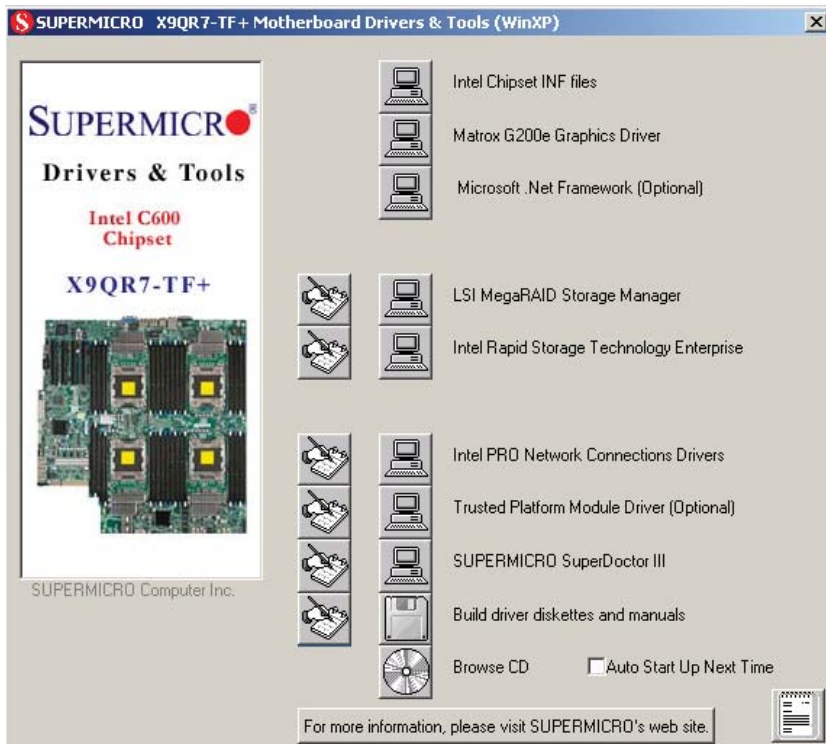 SUPERMICRO X9QR7-TF+ Motherboard Drivers & Tools (WinXP)
SUPERMICRO®
Drivers & Tools
Intel C600
Chipset
X9QR7-TF+
SUPERMICRO Computer Inc.
Intel Chipset INF files
Matrox G200e Graphics Driver
Microsoft .Net Framework (Optional)
LSI MegaRAID Storage Manager
Intel Rapid Storage Technology Enterprise
Intel PRO Network Connections Drivers
Trusted Platform Module Driver (Optional)
SUPERMICRO SuperDoctor III
Build driver diskettes and manuals
Browse CD Auto Start Up Next Time
For more information, please visit SUPERMICRO's web site.